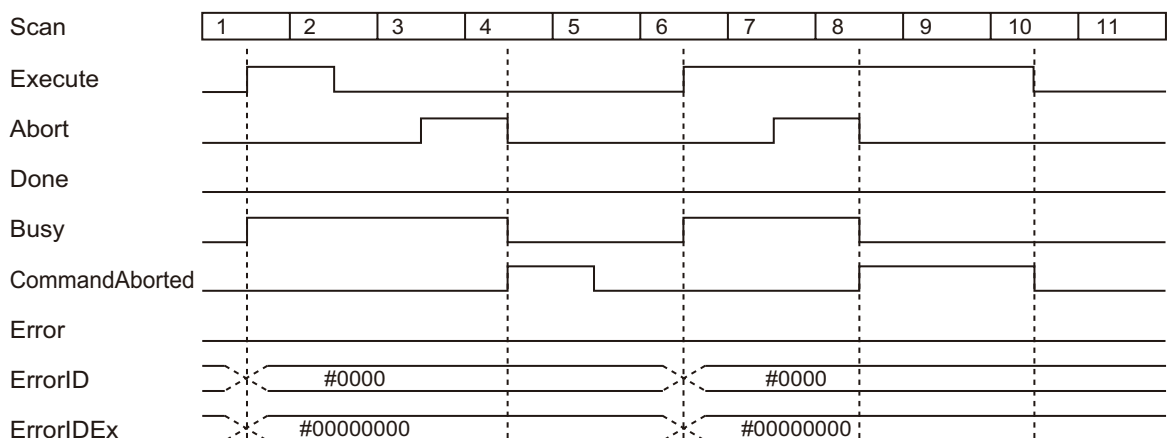 Scan 1 2 3 4 5 6 7 8 9 10 11
Execute
Abort
Done
Busy
CommandAborted
Error
ErrorID #0000 #0000
ErrorIDEx #00000000 #00000000